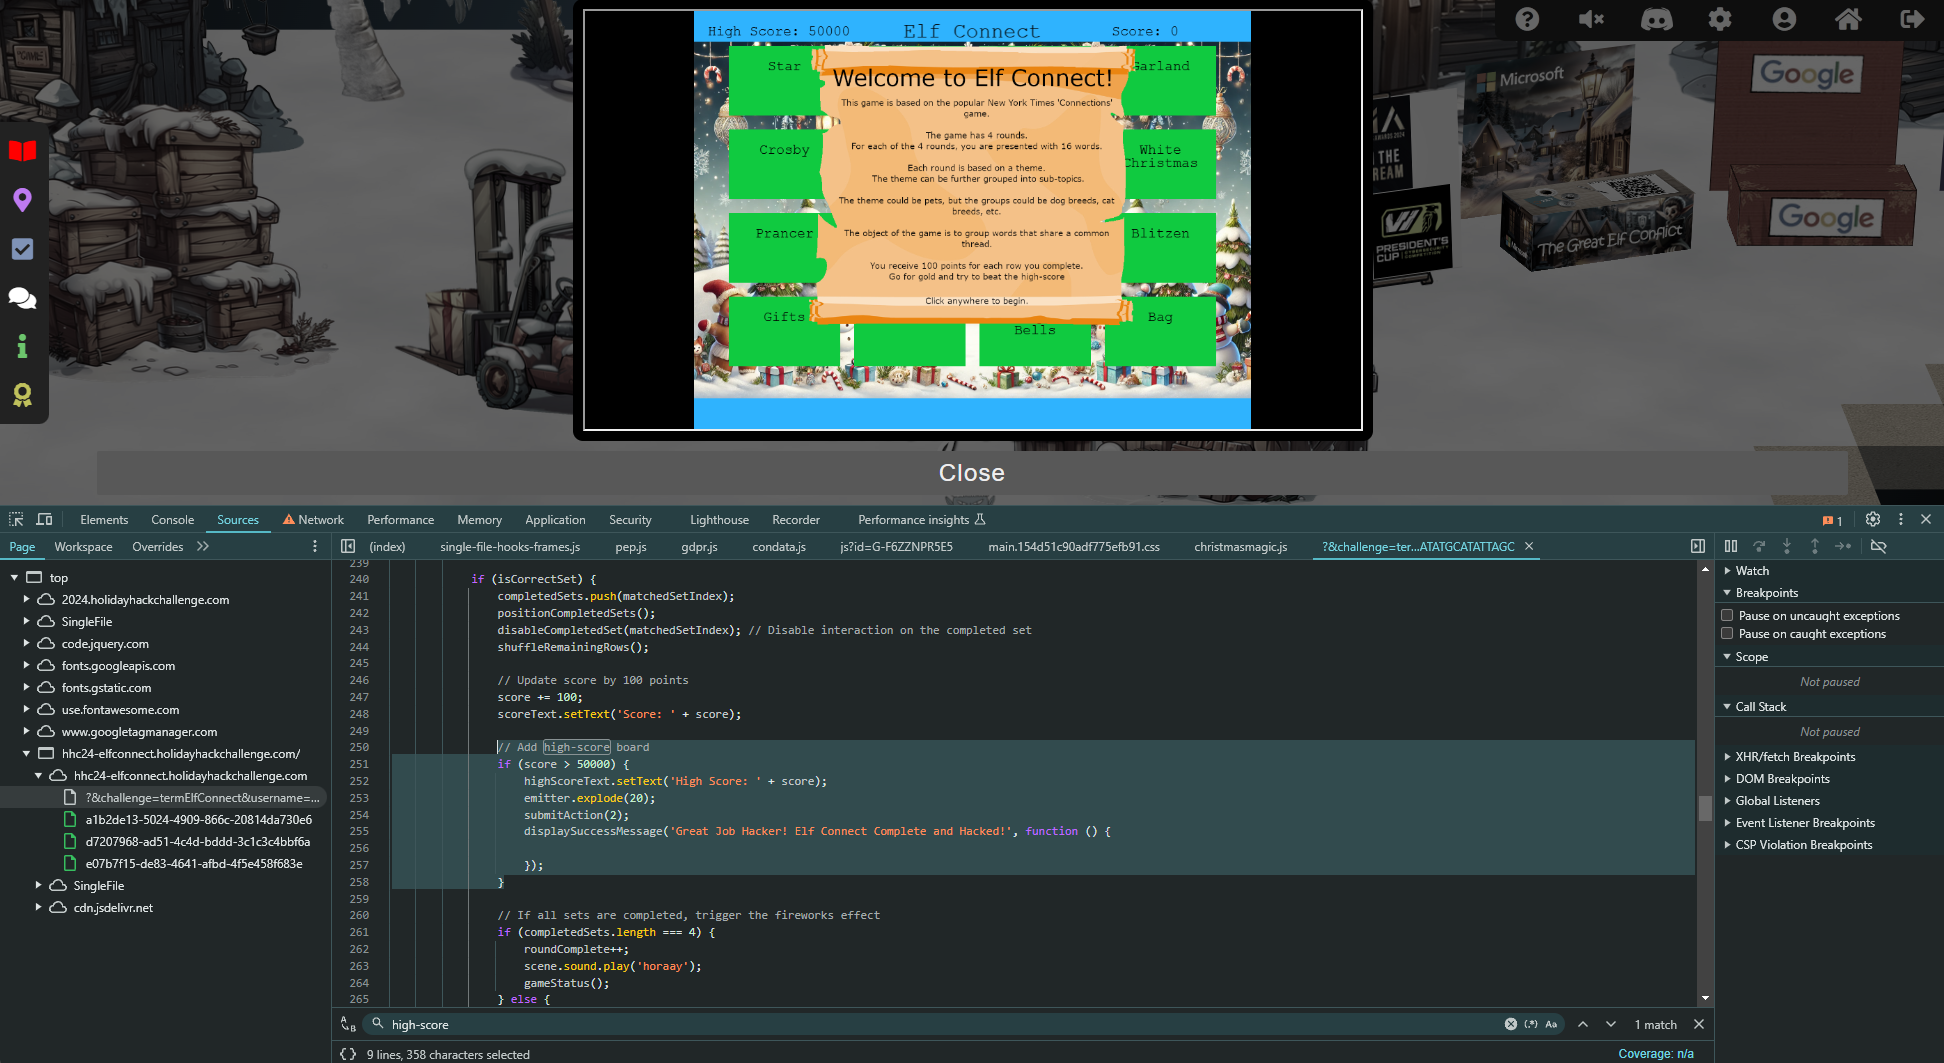 High Score: 50000 Elf Connect Score: 0
Star
Garland
Welcome to Elf Connect!
This game is based on the popular New York Times 'Connections'
game.
The game has 4 rounds.
For each of the 4 rounds, you are presented with 16 words.
Each round is based on a theme.
The theme can be further grouped into sub-topics.
The theme could be pets, but the groups could be dog breeds, cat
breeds, etc.
The object of the game is to group words that share a common
thread.
You receive 100 points for each row you complete.
Go for gold and try to beat the high-score
Click anywhere to begin.
Crosby
White
Christmas
Prancer
Blitzen
Gifts
Bells
Bag
Microsoft
Google
Google
THE
PRESIDENT'S
CUP
The Great Elf Conflict
Close
Elements Console Sources Network Performance Memory Application Security Lighthouse Recorder Performance insights 1
Page Workspace Overrides
(index) single-file-hooks-frames.js pep.js gdpr.js condata.js js?id=G-F6ZZNPR5E5 main.154d51c90adf775efb91.css christmasmagic.js ?&challenge=ter...ATATGCATATTAGC
top
2024.holidayhackchallenge.com
SingleFile
code.jquery.com
fonts.googleapis.com
fonts.gstatic.com
use.fontawesome.com
www.googletagmanager.com
hhc24-elfconnect.holidayhackchallenge.com/
hhc24-elfconnect.holidayhackchallenge.com
?&challenge=termElfConnect&username=...
a1b2de13-5024-4909-866c-20814da730e6
d7207968-ad51-4c4d-bddd-3c1c3c4bbf6a
e07b7f15-de83-4641-afbd-4f5e458f683e
SingleFile
cdn.jsdelivr.net
239
240 if (isCorrectSet) {
241 completedSets.push(matchedSetIndex);
242 positionCompletedSets();
243 disableCompletedSet(matchedSetIndex); // Disable interaction on the completed set
244 shuffleRemainingRows();
245
246 // Update score by 100 points
247 score += 100;
248 scoreText.setText('Score: ' + score);
249
250 // Add high-score board
251 if (score > 50000) {
252 highScoreText.setText('High Score: ' + score);
253 emitter.explode(20);
254 submitAction(2);
255 displaySuccessMessage('Great Job Hacker! Elf Connect Complete and Hacked!', function () {
256
257 });
258 }
259
260 // If all sets are completed, trigger the fireworks effect
261 if (completedSets.length === 4) {
262 roundComplete++;
263 scene.sound.play('horaay');
264 gameStatus();
265 } else {
high-score
(.*) Aa
1 match
{} 9 lines, 358 characters selected
Coverage: n/a
Watch
Breakpoints
Pause on uncaught exceptions
Pause on caught exceptions
Scope
Not paused
Call Stack
Not paused
XHR/fetch Breakpoints
DOM Breakpoints
Global Listeners
Event Listener Breakpoints
CSP Violation Breakpoints